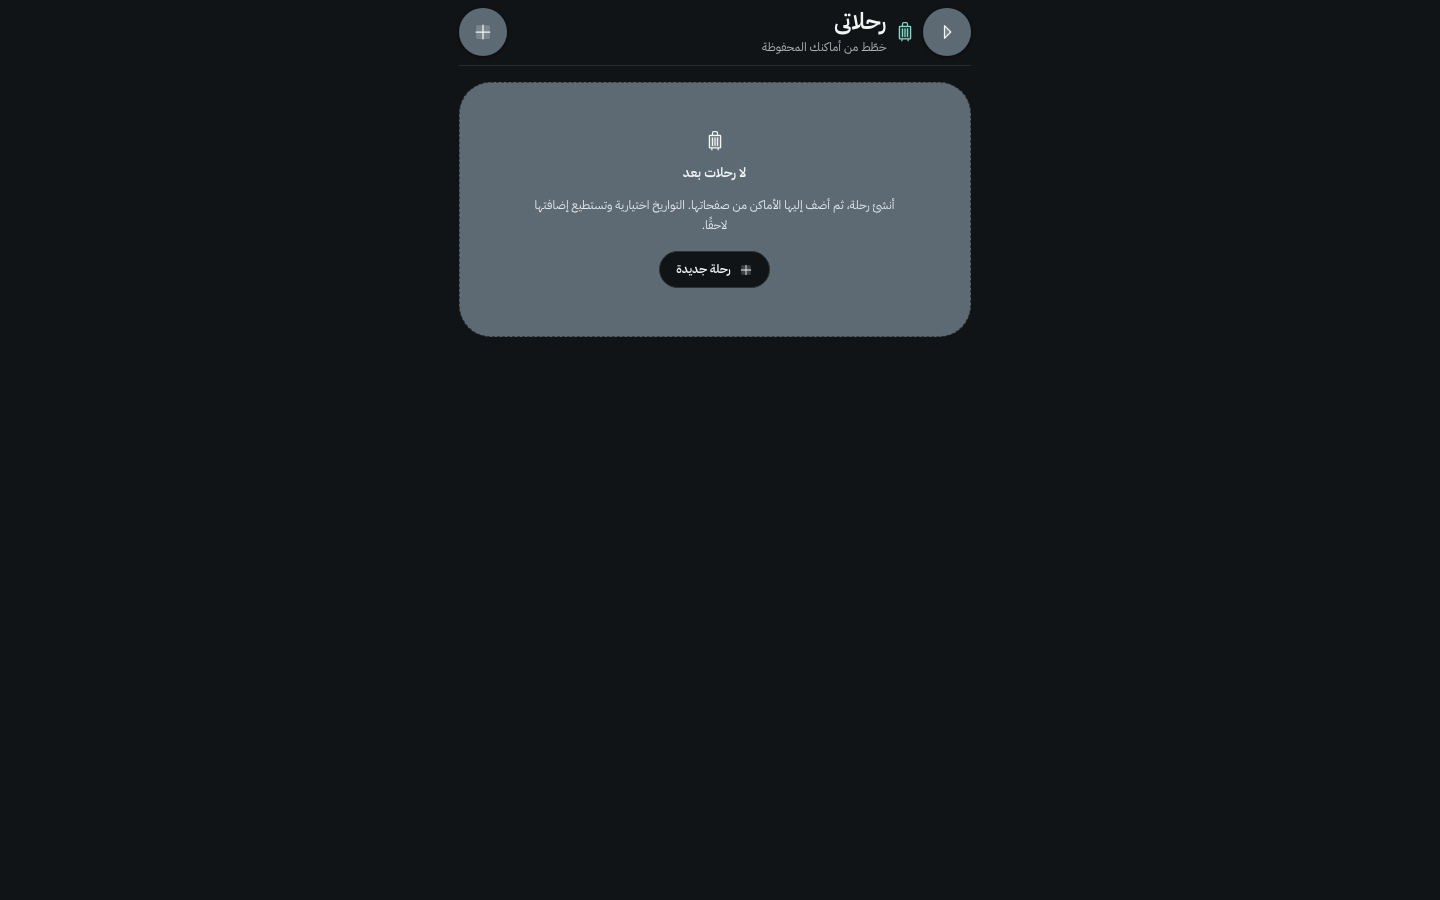 رحلاتي
خطّط من أماكنك المحفوظة
لا رحلات بعد
أنشئ رحلة، ثم أضف إليها الأماكن من صفحاتها. التواريخ اختيارية وتستطيع إضافتها
لاحقًا.
رحلة جديدة